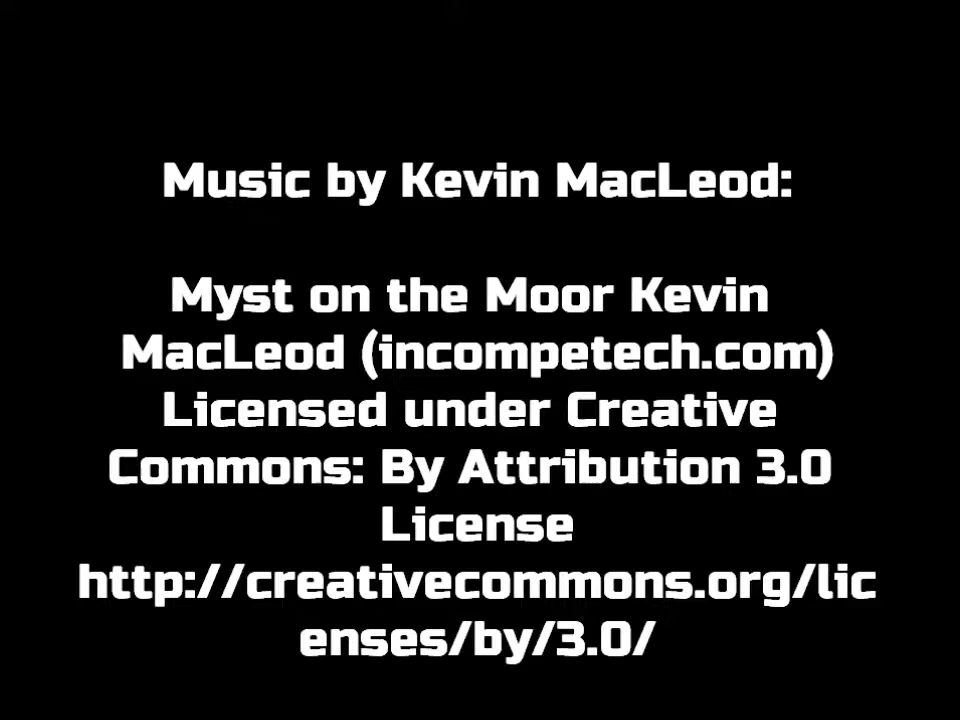 Music by Kevin MacLeod:
Myst on the Moor Kevin
MacLeod (incompetech.com)
Licensed under Creative
Commons: By Attribution 3.0
License
http://creativecommons.org/lic
enses/by/3.0/